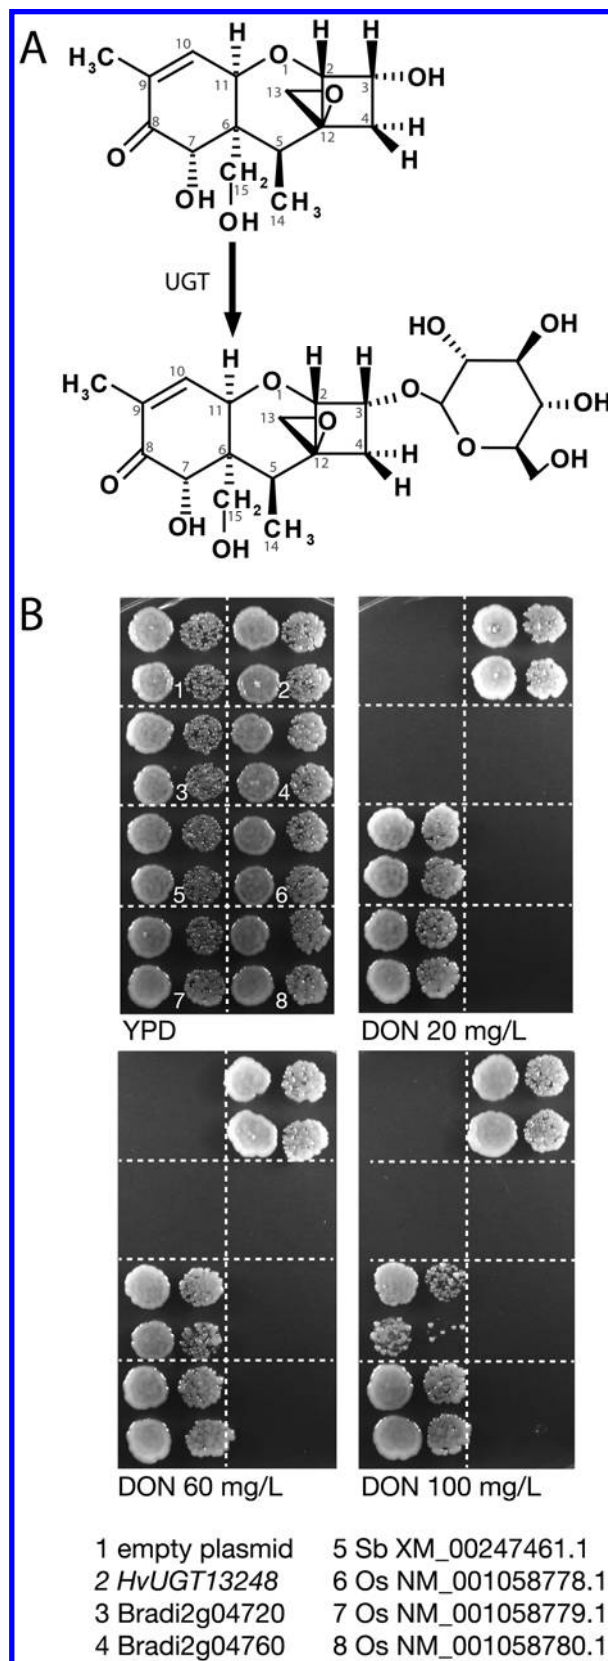 A
H
H
H
H₃C
10
O
1
2
3
OH
11
13
O
9
4
H
8
7
6
5
12
H
O
OH
CH₂
15
CH₃
14
OH
UGT
HO
OH
H
H
H
O
H₃C
10
O
1
2
3
OH
11
13
O
9
4
H
O
8
7
6
5
12
H
OH
O
OH
CH₂
15
CH₃
14
OH
B
1 2
3 4
5 6
7 8
YPD
DON 20 mg/L
DON 60 mg/L
DON 100 mg/L
1 empty plasmid
2 HvUGT13248
3 Bradi2g04720
4 Bradi2g04760
5 Sb XM_00247461.1
6 Os NM_001058778.1
7 Os NM_001058779.1
8 Os NM_001058780.1